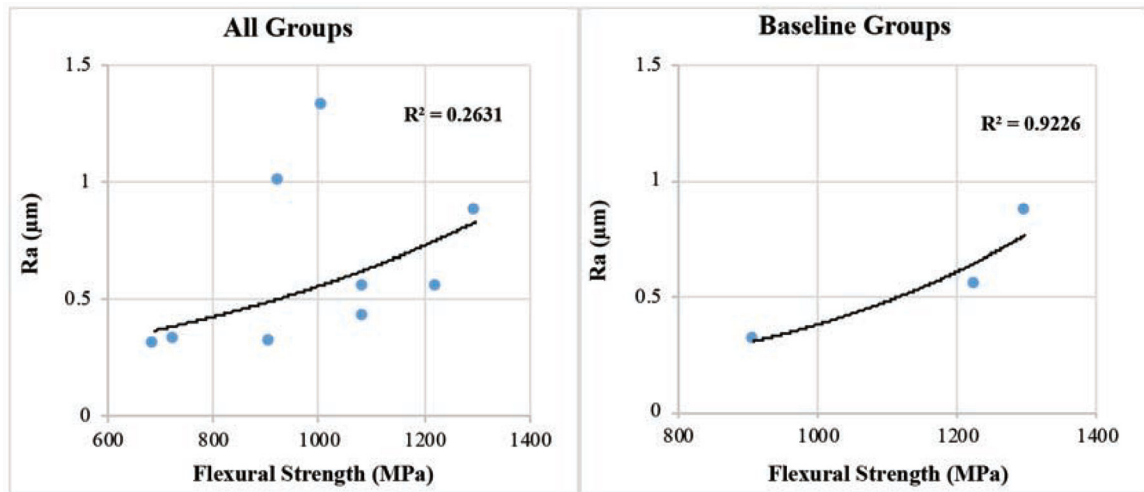 All Groups
1.5
1
0.5
0
Ra (µm)
R² = 0.2631
600 800 1000 1200 1400
Flexural Strength (MPa)
Baseline Groups
1.5
1
0.5
0
Ra (µm)
R² = 0.9226
800 1000 1200 1400
Flexural Strength (MPa)